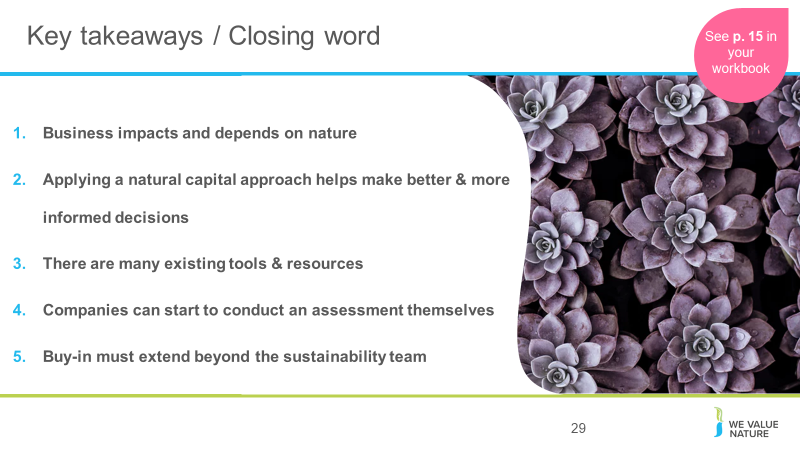 Key takeaways / Closing word
See p. 15 in
your
workbook
1. Business impacts and depends on nature
2. Applying a natural capital approach helps make better & more
informed decisions
3. There are many existing tools & resources
4. Companies can start to conduct an assessment themselves
5. Buy-in must extend beyond the sustainability team
29
WE VALUE
NATURE